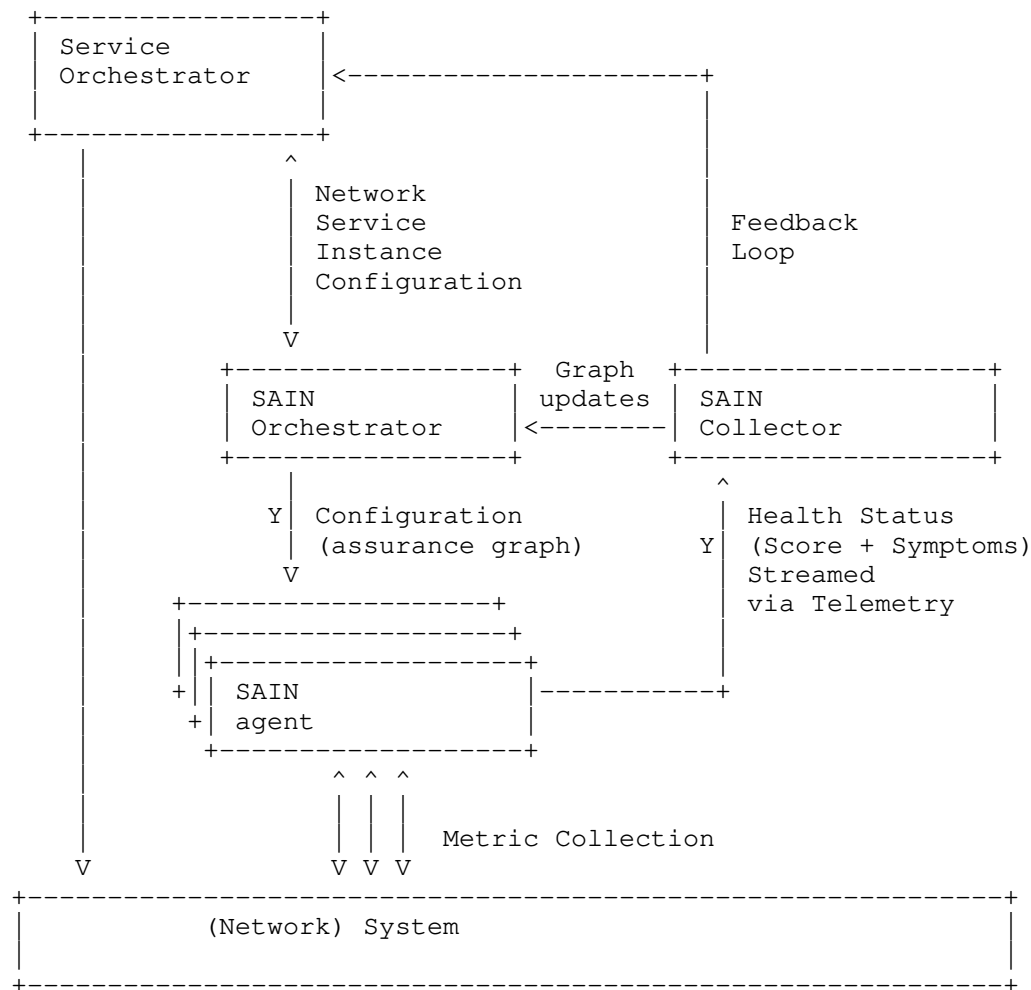 Service
Orchestrator
Network
Service
Instance
Configuration
Feedback
Loop
Graph
updates
SAIN
Orchestrator
SAIN
Collector
Y Configuration
(assurance graph)
Y Health Status
(Score + Symptoms)
Streamed
via Telemetry
SAIN
agent
Metric Collection
(Network) System